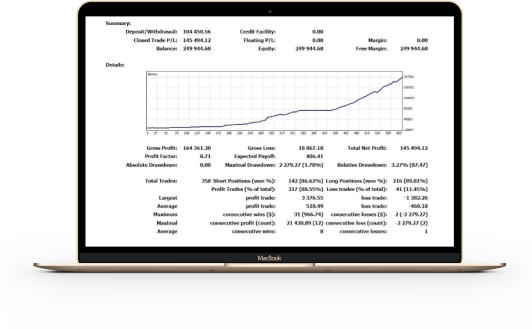 Summary:
Deposit/Withdrawal: 104 450.56 Credit Facility: 0.00
Closed Trade P/L: 145 494.12 Floating P/L: 0.00 Margin: 0.00
Balance: 249 944.68 Equity: 249 944.68 Free Margin: 249 944.68
Details:
Gross Profit: 164 361.30 Gross Loss: 18 867.18 Total Net Profit: 145 494.12
Profit Factor: 8.71 Expected Payoff: 406.41
Absolute Drawdown: 0.00 Maximal Drawdown: 2 279.27 (1.70%) Relative Drawdown: 3.27% (87.47)
Total Trades: 358 Short Positions (won %): 142 (86.62%) Long Positions (won %): 216 (89.81%)
Profit Trades (% of total): 317 (88.55%) Loss trades (% of total): 41 (11.45%)
Largest profit trade: 3 376.55 loss trade: -1 382.26
Average profit trade: 518.49 loss trade: -460.18
Maximum consecutive wins ($): 31 (966.74) consecutive losses ($): 2 (-2 279.27)
Maximal consecutive profit (count): 21 430.89 (12) consecutive loss (count): -2 279.27 (2)
Average consecutive wins: 8 consecutive losses: 1
MacBook